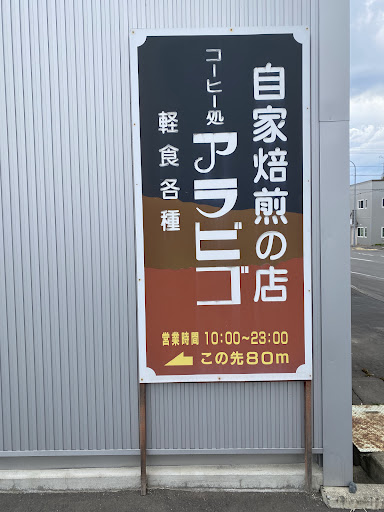 自家焙煎の店
コーヒー処
アラビゴ
軽食各種
営業時間 10:00~23:00
この先80m